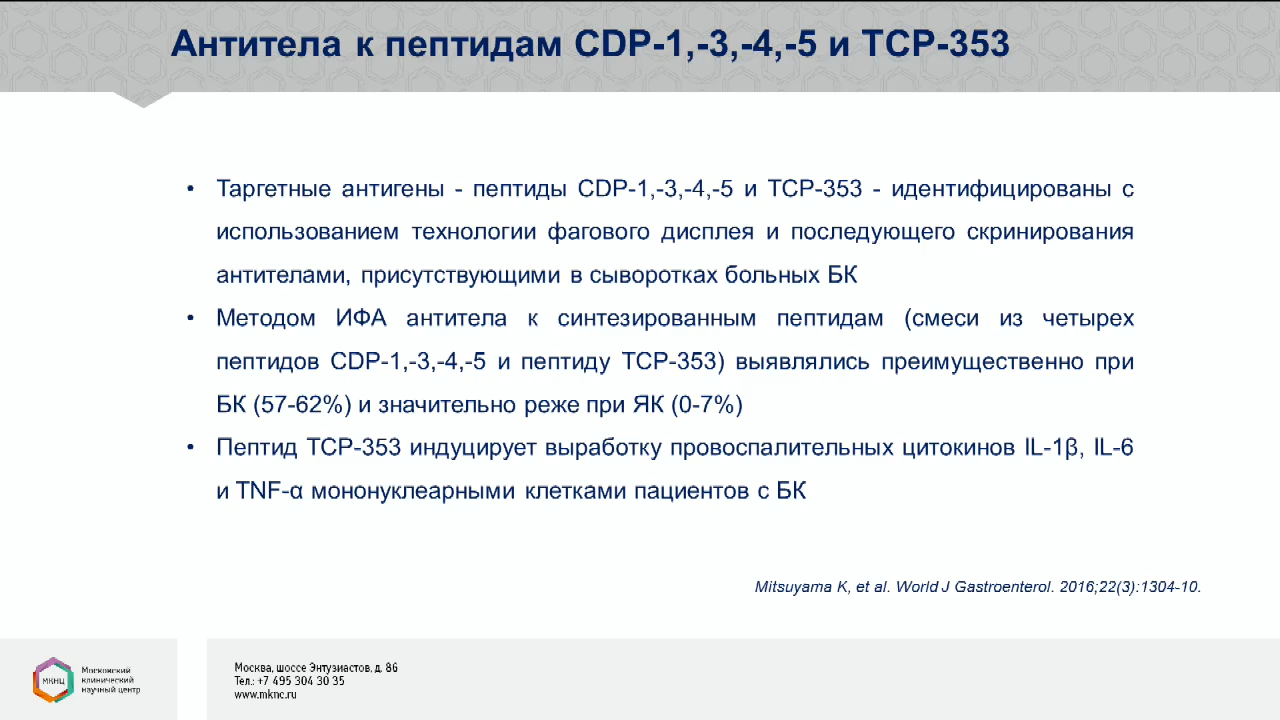 Антитела к пептидам CDP-1,-3,-4,-5 и TCP-353
• Таргетные антигены - пептиды CDP-1,-3,-4,-5 и TCP-353 - идентифицированы с
использованием технологии фагового дисплея и последующего скринирования
антителами, присутствующими в сыворотках больных БК
• Методом ИФА антитела к синтезированным пептидам (смеси из четырех
пептидов CDP-1,-3,-4,-5 и пептиду TCP-353) выявлялись преимущественно при
БК (57-62%) и значительно реже при ЯК (0-7%)
• Пептид TCP-353 индуцирует выработку провоспалительных цитокинов IL-1β, IL-6
и TNF-α мононуклеарными клетками пациентов с БК
Mitsuyama K, et al. World J Gastroenterol. 2016;22(3):1304-10.
МКНЦ
Московский
клинический
научный центр
Москва, шоссе Энтузиастов, д. 86
Тел.: +7 495 304 30 35
www.mknc.ru